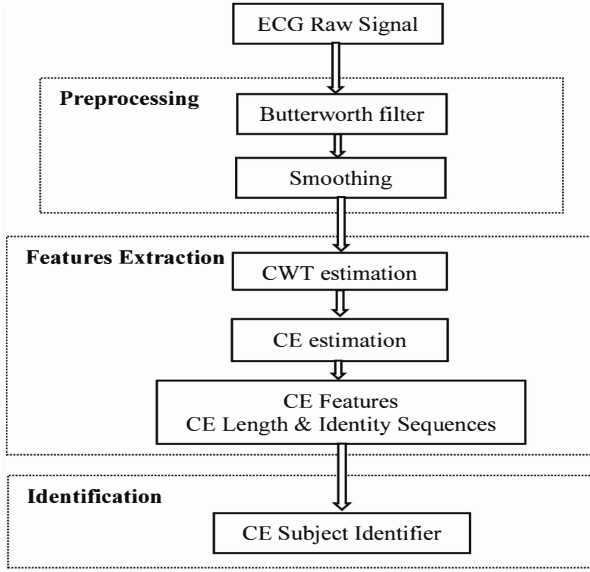 ECG Raw Signal
Preprocessing
Butterworth filter
Smoothing
Features Extraction
CWT estimation
CE estimation
CE Features
CE Length & Identity Sequences
Identification
CE Subject Identifier